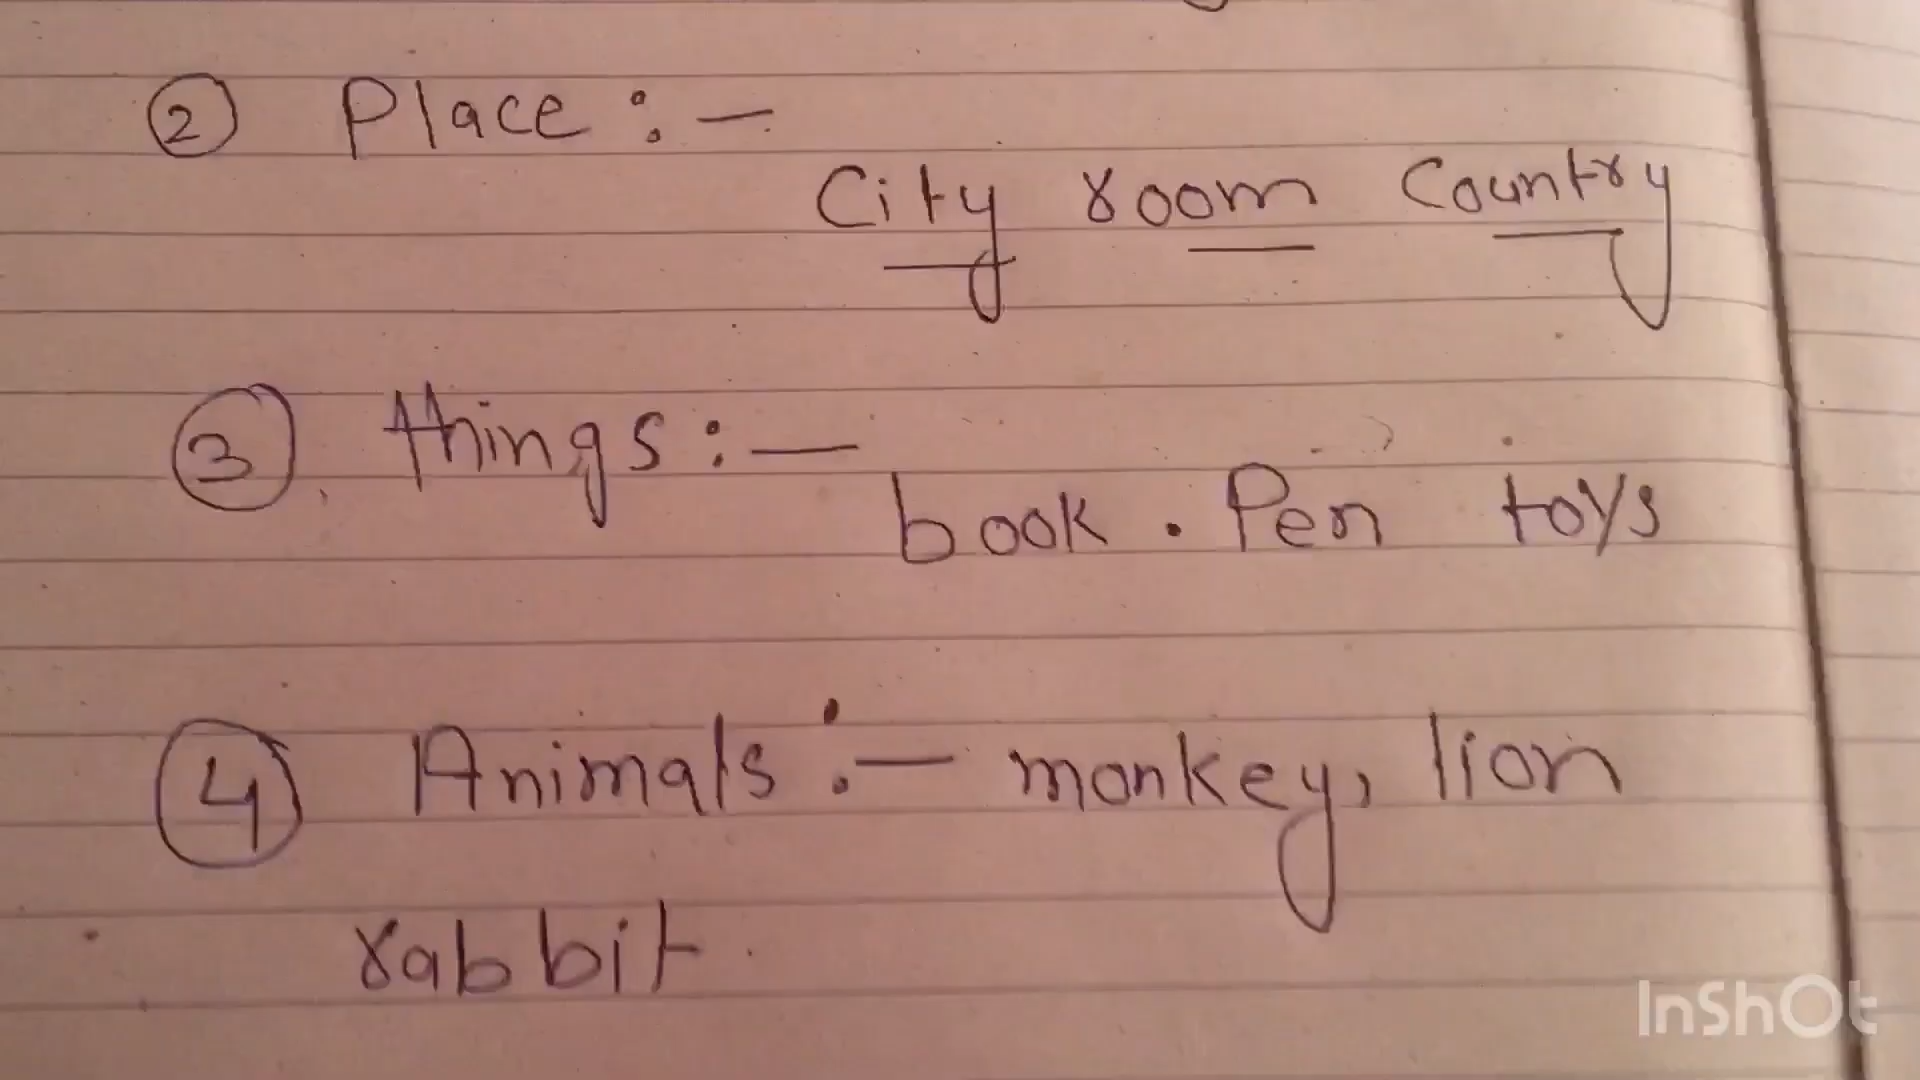 ② Place :-
City room Country
③ things :-
book . Pen toys
④ Animals :- monkey, lion
rabbit.
InShOt